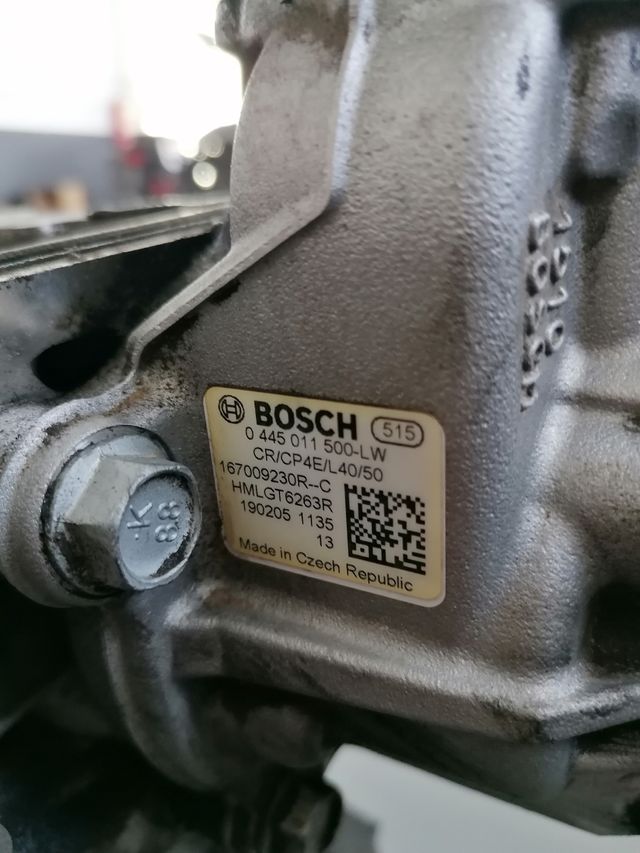 BOSCH 515
0 445 011 500-LW
CR/CP4E/L40/50
167009230R--C
HMLGT6263R
190205 1135
13
Made in Czech Republic
K
8.8